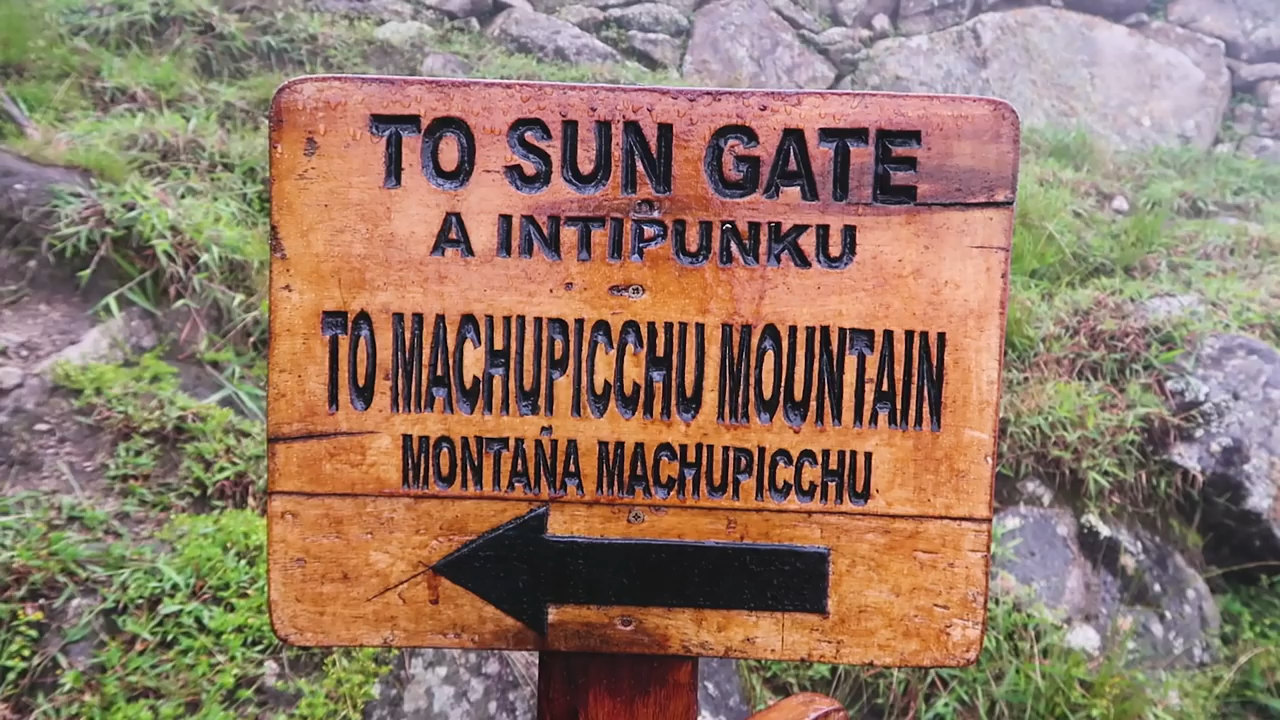 TO SUN GATE
A INTIPUNKU
TO MACHUPICCHU MOUNTAIN
MONTAÑA MACHUPICCHU